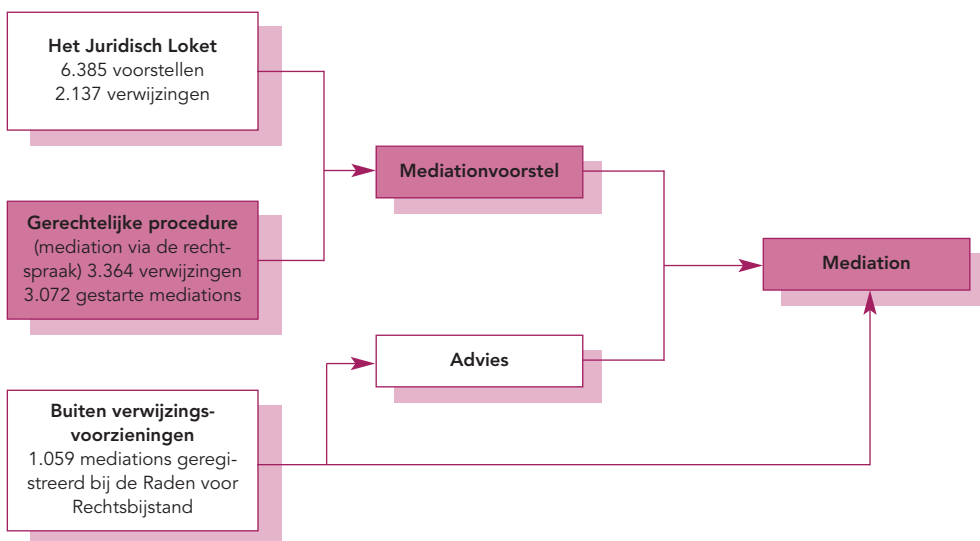 Het Juridisch Loket
6.385 voorstellen
2.137 verwijzingen
Mediationvoorstel
Gerechtelijke procedure
(mediation via de recht-
spraak) 3.364 verwijzingen
3.072 gestarte mediations
Mediation
Advies
Buiten verwijzings-
voorzieningen
1.059 mediations geregi-
streerd bij de Raden voor
Rechtsbijstand